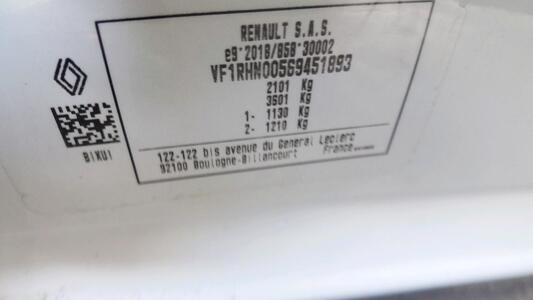 RENAULT S.A.S.
e9*2018/858*30002
VF1RHN00569451893
2101 Kg
3601 Kg
1- 1130 Kg
2- 1210 Kg
122-122 bis avenue du General Leclerc
92100 Boulogne-Billancourt France
BIXUI